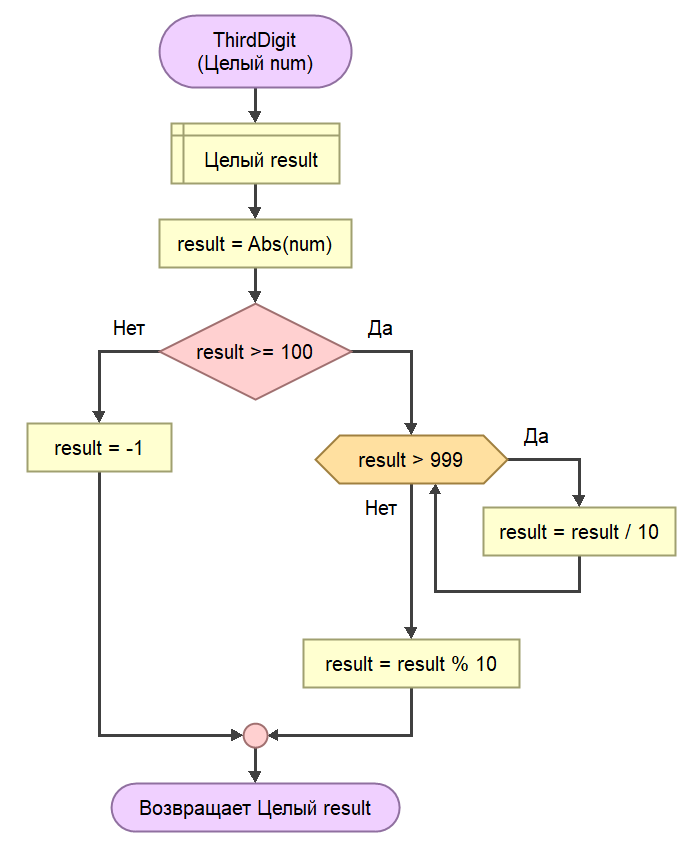 ThirdDigit
(Целый num)
Целый result
result = Abs(num)
Нет
Да
result >= 100
result = -1
Да
result > 999
Нет
result = result / 10
result = result % 10
Возвращает Целый result